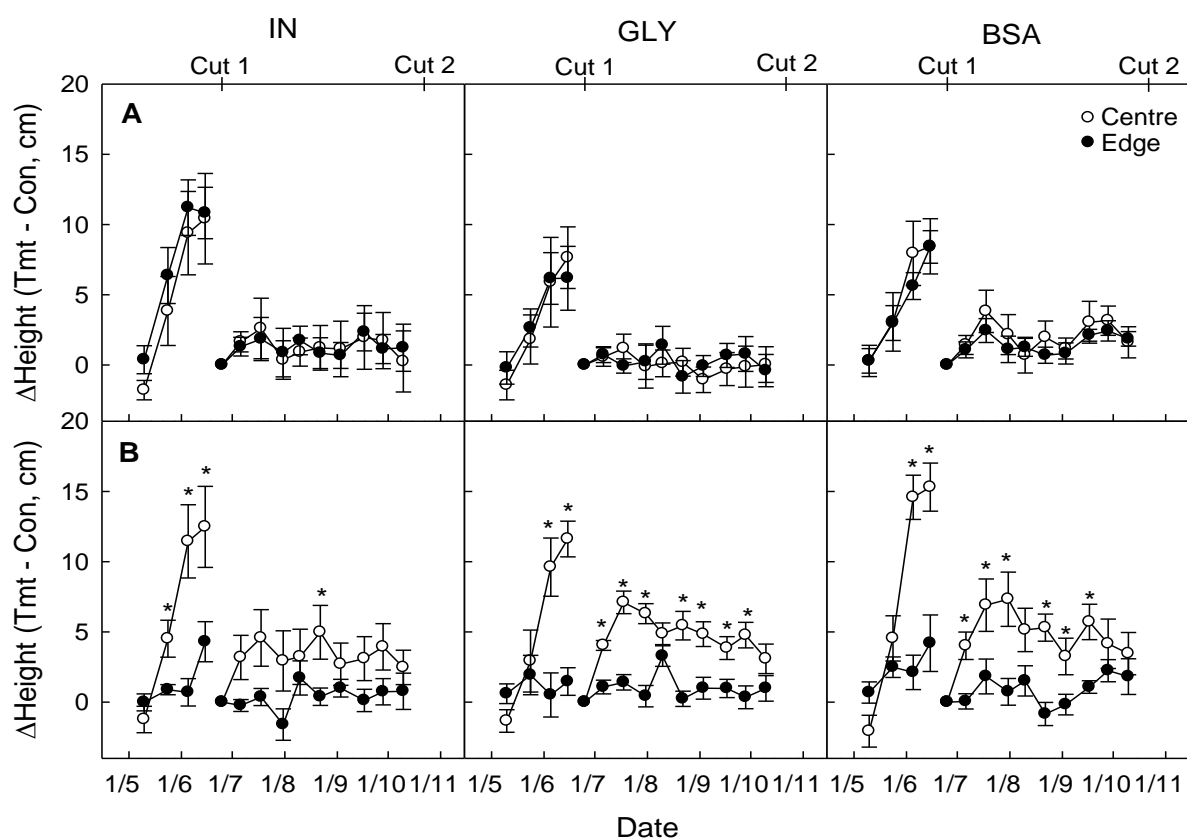 IN GLY BSA
Cut 1 Cut 2 Cut 1 Cut 2 Cut 1 Cut 2
20
A
○ Centre
● Edge
15
10
5
0
ΔHeight (Tmt - Con, cm)
20
B
* * * * * * * * * * * * * * * * * * * *
15
10
5
0
ΔHeight (Tmt - Con, cm)
1/5 1/6 1/7 1/8 1/9 1/10 1/11 1/5 1/6 1/7 1/8 1/9 1/10 1/11 1/5 1/6 1/7 1/8 1/9 1/10 1/11
Date